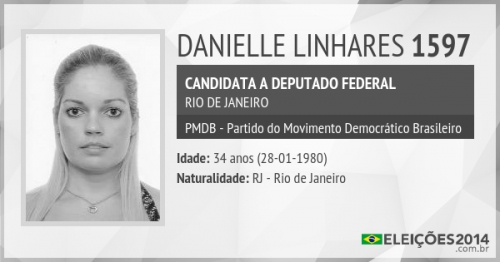 DANIELLE LINHARES 1597
CANDIDATA A DEPUTADO FEDERAL
RIO DE JANEIRO
PMDB - Partido do Movimento Democrático Brasileiro
Idade: 34 anos (28-01-1980)
Naturalidade: RJ - Rio de Janeiro
ELEIÇÕES2014
.com.br